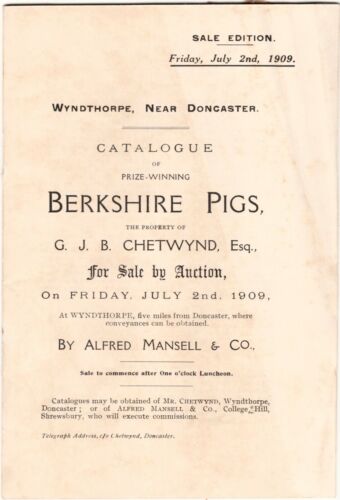 SALE EDITION.
Friday, July 2nd, 1909.
WYNDTHORPE, NEAR DONCASTER.
CATALOGUE
OF
PRIZE-WINNING
BERKSHIRE PIGS,
THE PROPERTY OF
G. J. B. CHETWYND, Esq.,
For Sale by Auction,
ON FRIDAY, JULY 2nd, 1909,
At WYNDTHORPE, five miles from Doncaster, where
conveyances can be obtained.
BY ALFRED MANSELL & CO.,
Sale to commence after One o'clock Luncheon.
Catalogues may be obtained of MR. CHETWYND, Wyndthorpe,
Doncaster; or of ALFRED MANSELL & Co., College Hill,
Shrewsbury, who will execute commissions.
Telegraph Address, c/o Chetwynd, Doncaster.